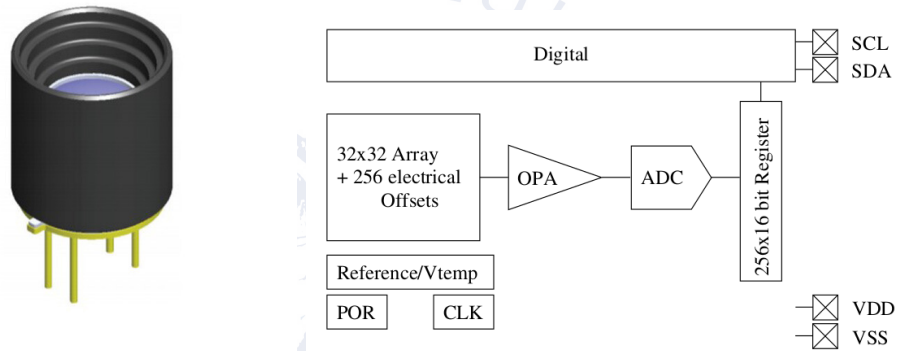 Digital
SCL
SDA
32x32 Array
+ 256 electrical
Offsets
OPA
ADC
256x16 bit Register
Reference/Vtemp
POR
CLK
VDD
VSS